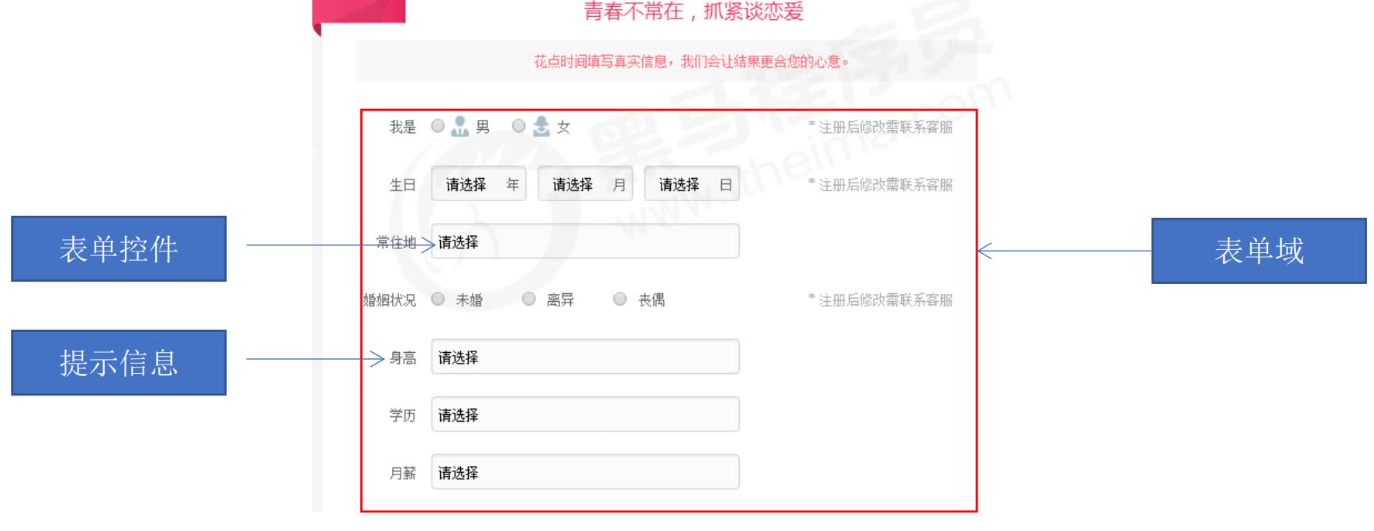 青春不常在，抓紧谈恋爱
花点时间填写真实信息，我们会让结果更合您的心意。
我是 男 女 * 注册后修改需联系客服
生日 请选择 年 请选择 月 请选择 日 * 注册后修改需联系客服
表单控件
常住地 请选择
表单域
婚姻状况 未婚 离异 丧偶 * 注册后修改需联系客服
提示信息
身高 请选择
学历 请选择
月薪 请选择
黑马程序员
www.itheima.com